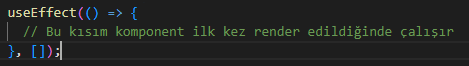 useEffect(() => {
// Bu kısım komponent ilk kez render edildiğinde çalışır
}, []);